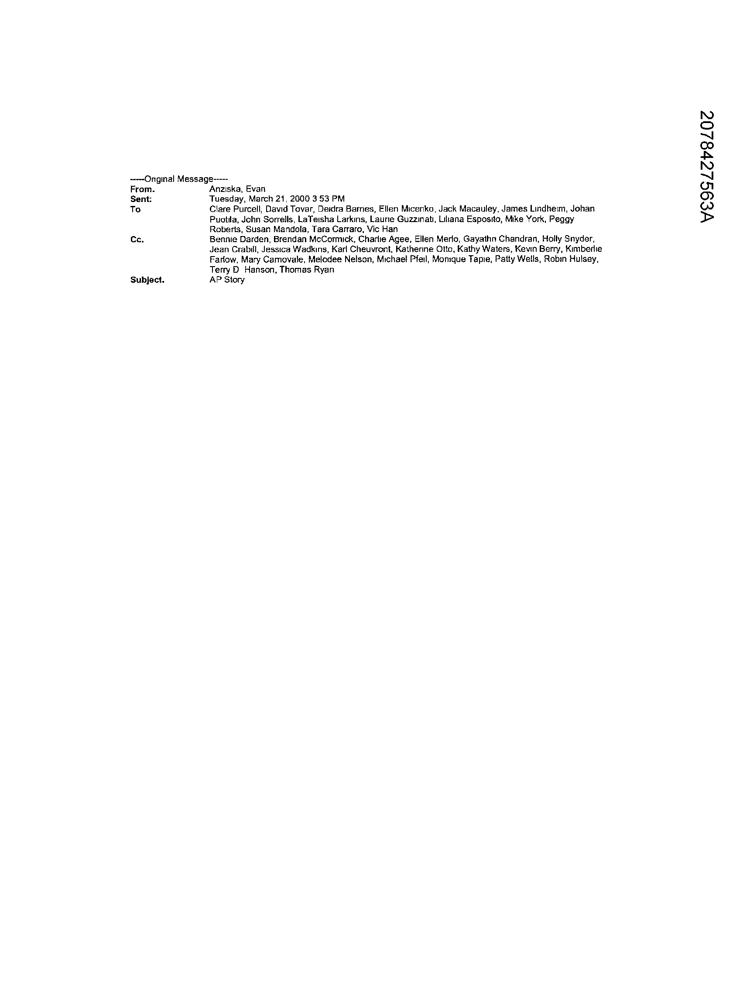 2078427563A
-----Original Message-----
From. Anziska, Evan
Sent: Tuesday, March 21, 2000 3 53 PM
To Clare Purcell, David Tovar, Deidra Barnes, Ellen Micenko, Jack Macauley, James Lindheim, Johan
Puotila, John Sorrells, LaTeisha Larkins, Laurie Guzzinati, Liliana Esposito, Mike York, Peggy
Roberts, Susan Mandola, Tara Carraro, Vic Han
Cc. Bennie Darden, Brendan McCormick, Charlie Agee, Ellen Merlo, Gayathri Chandran, Holly Snyder,
Jean Crabill, Jessica Wadkins, Karl Cheuvront, Katherine Otto, Kathy Waters, Kevin Berry, Kimberlie
Farlow, Mary Carnovale, Melodee Nelson, Michael Pfeil, Monique Tapie, Patty Wells, Robin Hulsey,
Terry D Hanson, Thomas Ryan
Subject. AP Story